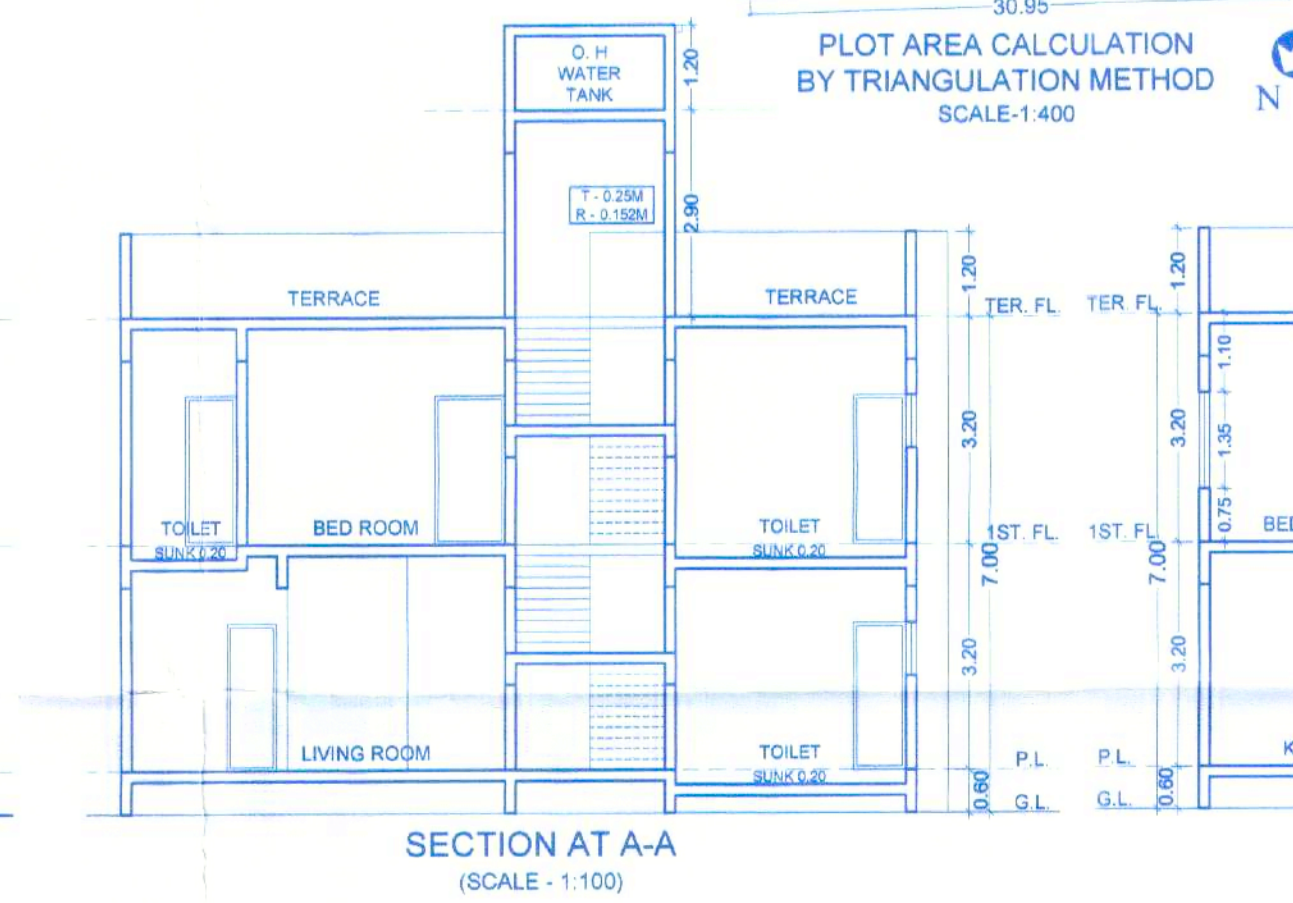 30.95
PLOT AREA CALCULATION
BY TRIANGULATION METHOD
SCALE-1:400
N
O. H
WATER
TANK
1.20
2.90
T - 0.25M
R - 0.152M
TERRACE
TERRACE
1.20
TER. FL.
TER. FL.
1.20
1.10
3.20
3.20
1.35
0.75
TOILET
SUNK 0.20
BED ROOM
TOILET
SUNK 0.20
1ST. FL.
1ST. FL.
BED
7.00
7.00
3.20
3.20
LIVING ROOM
TOILET
SUNK 0.20
P.L.
P.L.
K
0.60
G.L.
G.L.
0.60
SECTION AT A-A
(SCALE - 1:100)